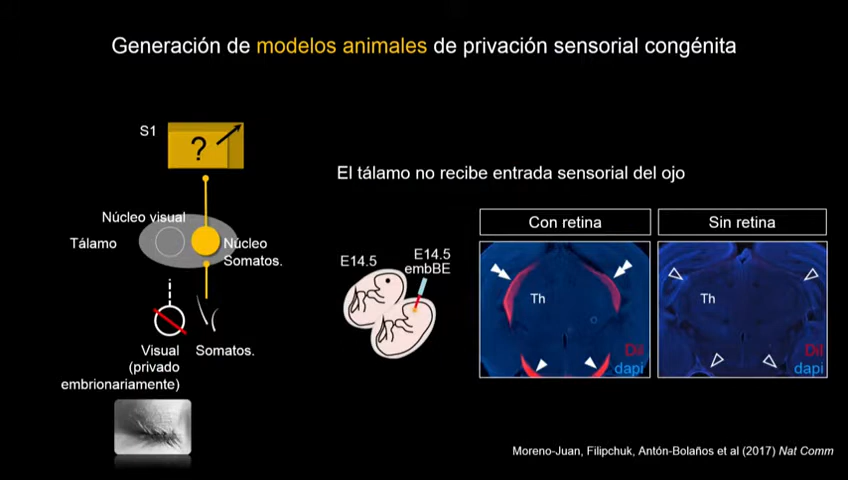 Generación de modelos animales de privación sensorial congénita
S1
?
Núcleo visual
Tálamo
Núcleo
Somatos.
Visual
(privado
embrionariamente)
Somatos.
El tálamo no recibe entrada sensorial del ojo
E14.5
E14.5
embBE
Con retina
Sin retina
Th
DiI
dapi
Th
DiI
dapi
Moreno-Juan, Filipchuk, Antón-Bolaños et al (2017) Nat Comm